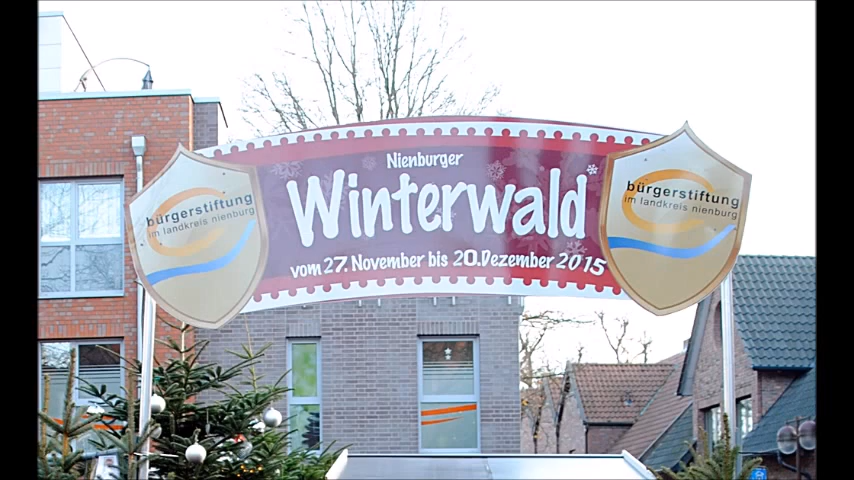 Nienburger
Winterwald
vom 27. November bis 20. Dezember 2015
bürgerstiftung
im landkreis nienburg
bürgerstiftung
im landkreis nienburg